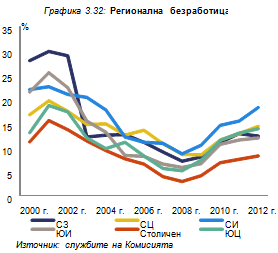 Графика 3.32: Регионална безработица
%
35
30
25
20
15
10
5
0
2000 г. 2002 г. 2004 г. 2006 г. 2008 г. 2010 г. 2012 г.
СЗ СЦ СИ
ЮИ Столичен ЮЦ
Източник: службите на Комисията